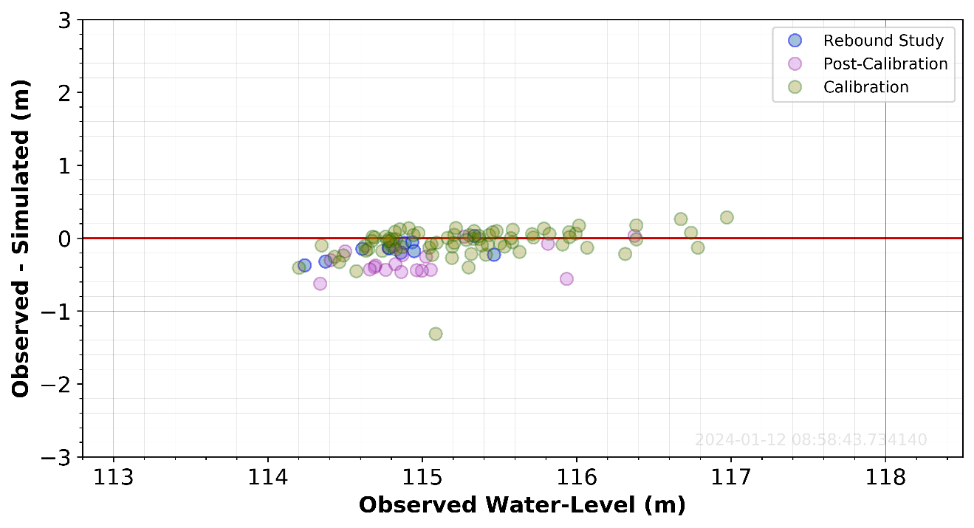 3
2
1
0
−1
−2
−3
Observed - Simulated (m)
Rebound Study
Post-Calibration
Calibration
2024-01-12 08:58:43.734140
113 114 115 116 117 118
Observed Water-Level (m)